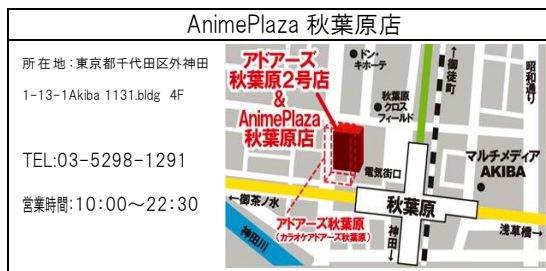 AnimePlaza 秋葉原店
所在地：東京都千代田区外神田
1-13-1Akiba 1131.bldg 4F
TEL:03-5298-1291
営業時間：10：00～22：30
アドアーズ
秋葉原2号店
&
AnimePlaza
秋葉原店
ドン・
キホーテ
秋葉原
クロス
フィールド
↑御徒町
昭和通り
電気街口
マルチメディア
AKIBA
←御茶ノ水
秋葉原
アドアーズ秋葉原
（カラオケアドアーズ秋葉原）
神田川
神田↓
浅草橋→